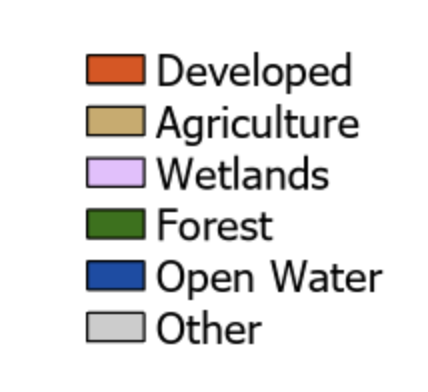 Developed
Agriculture
Wetlands
Forest
Open Water
Other